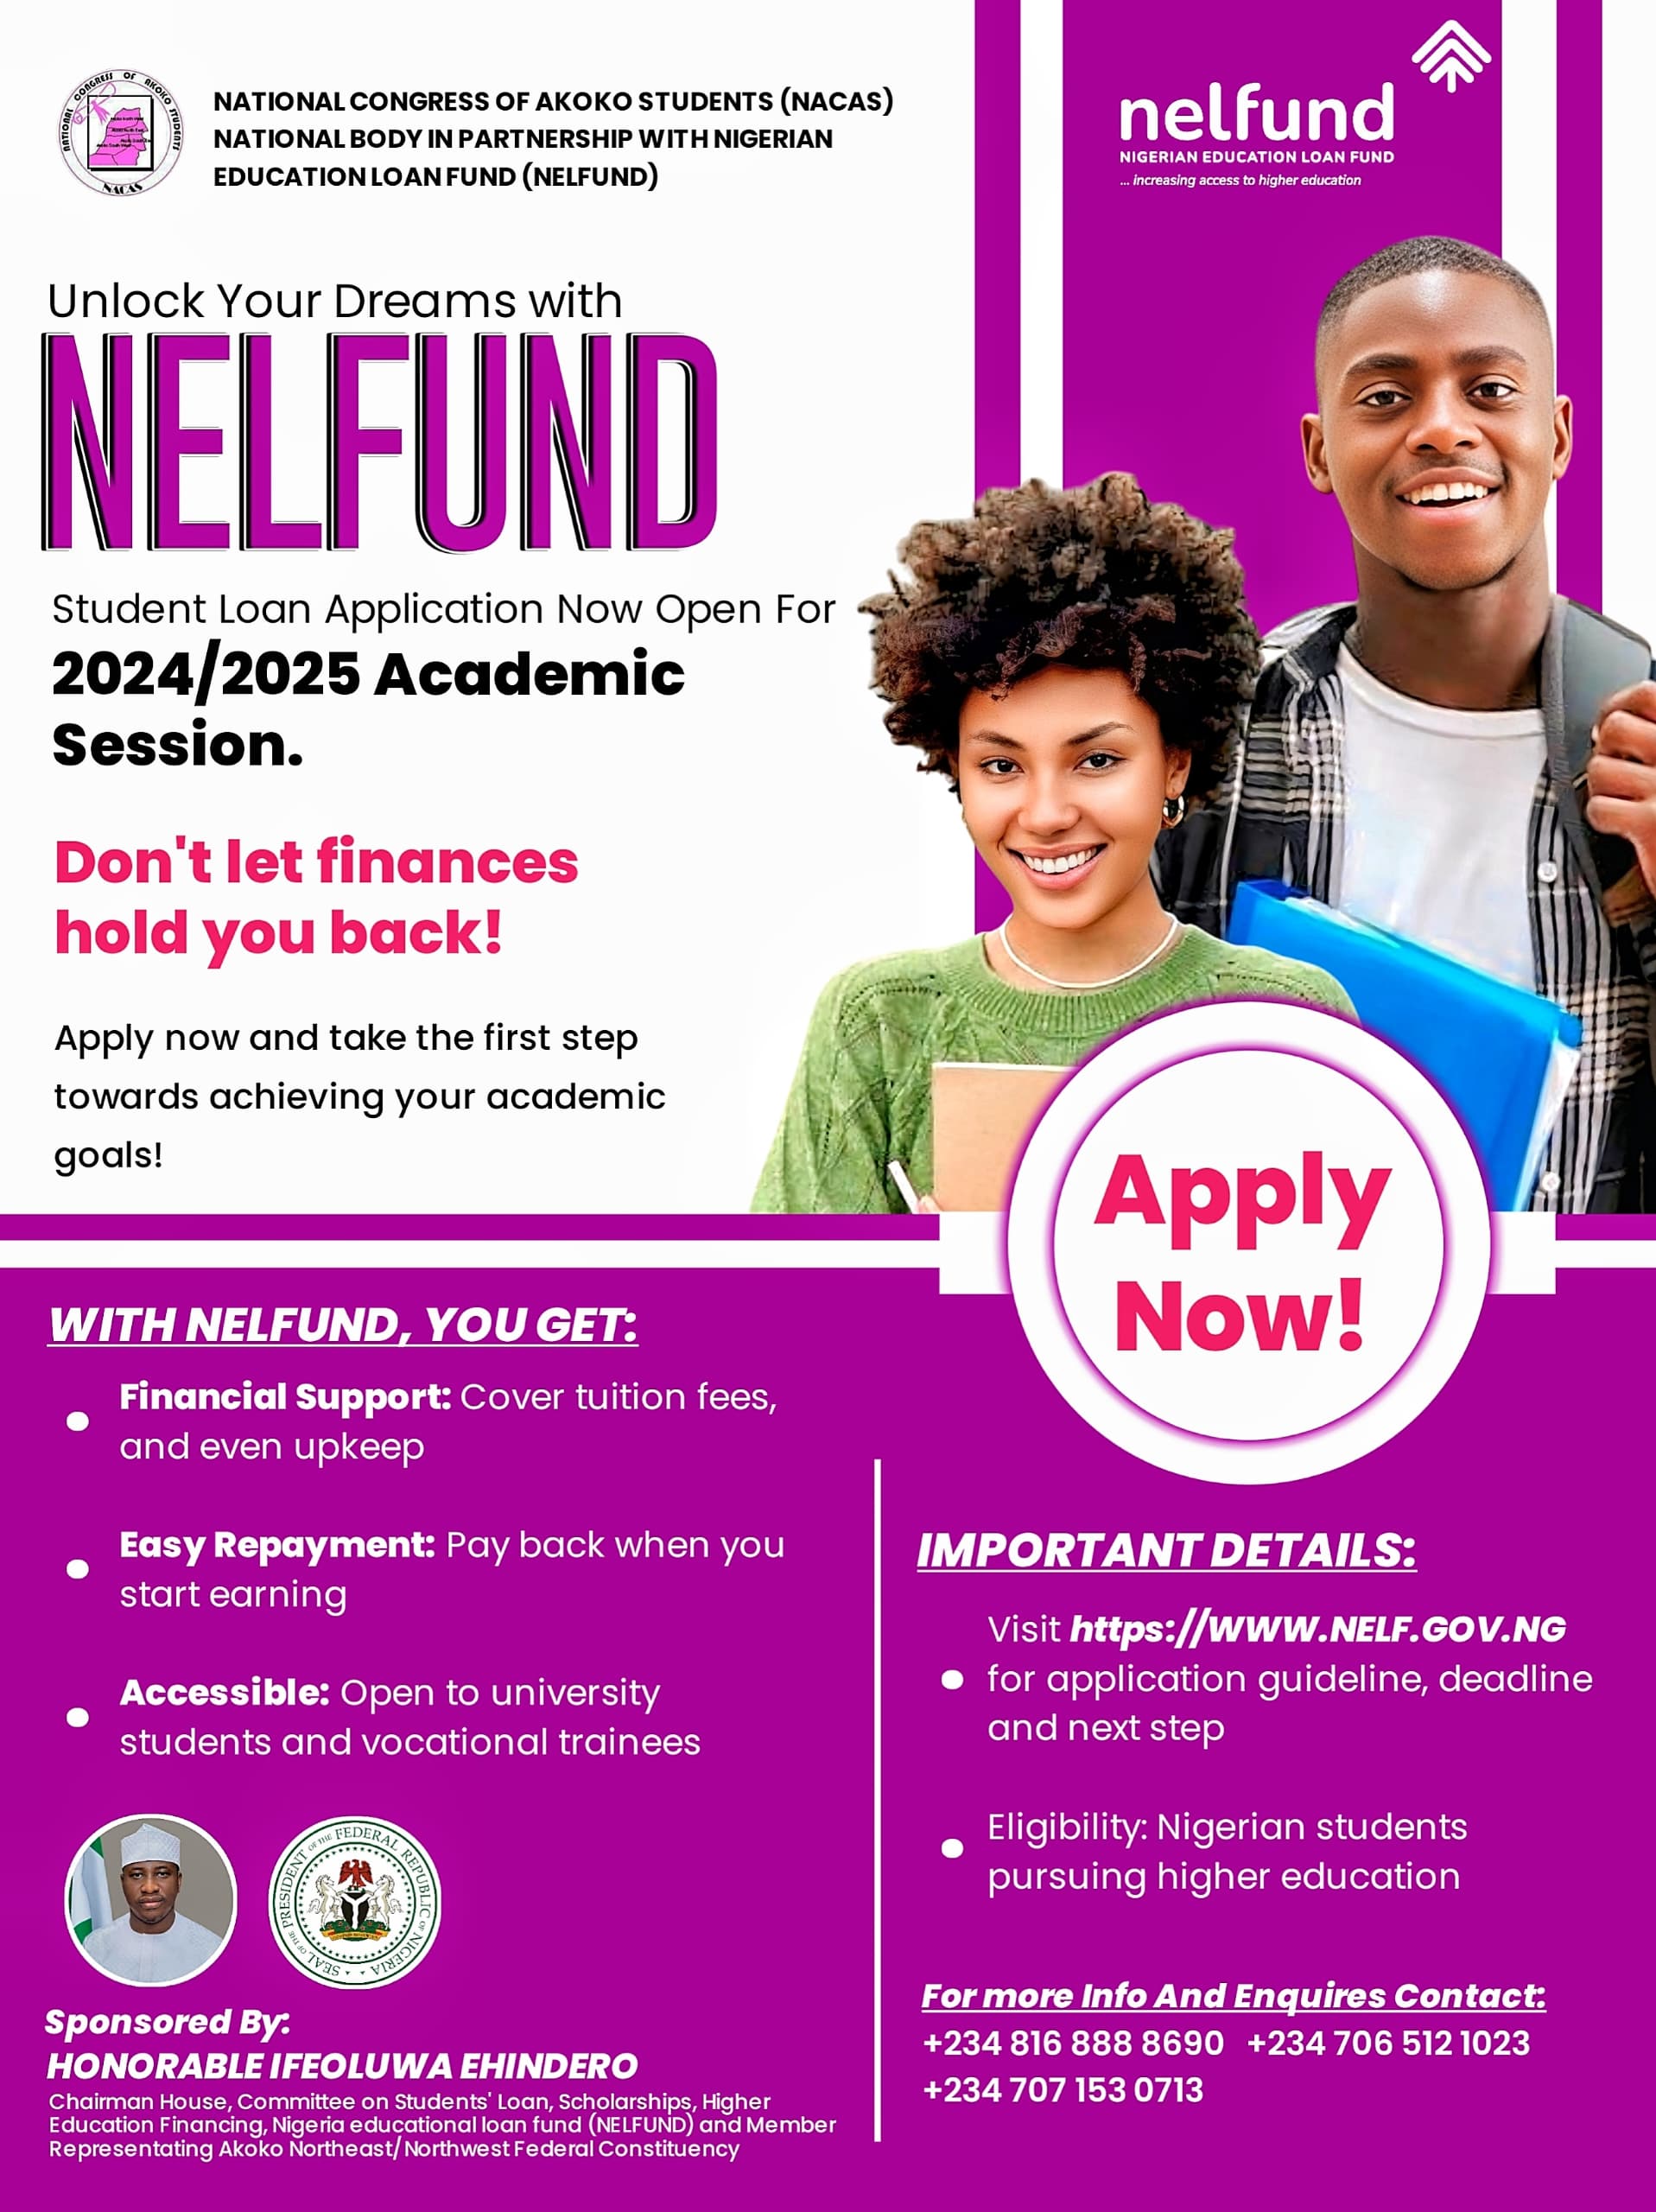 NATIONAL CONGRESS OF AKOKO STUDENTS
NACAS
NATIONAL CONGRESS OF AKOKO STUDENTS (NACAS)
NATIONAL BODY IN PARTNERSHIP WITH NIGERIAN
EDUCATION LOAN FUND (NELFUND)
nelfund
NIGERIAN EDUCATION LOAN FUND
... increasing access to higher education
Unlock Your Dreams with
NELFUND
Student Loan Application Now Open For
2024/2025 Academic
Session.
Don't let finances
hold you back!
Apply now and take the first step
towards achieving your academic
goals!
Apply
Now!
WITH NELFUND, YOU GET:
Financial Support: Cover tuition fees,
and even upkeep
Easy Repayment: Pay back when you
start earning
Accessible: Open to university
students and vocational trainees
SEAL OF THE PRESIDENT OF THE FEDERAL REPUBLIC OF NIGERIA
Sponsored By:
HONORABLE IFEOLUWA EHINDERO
Chairman House, Committee on Students' Loan, Scholarships, Higher
Education Financing, Nigeria educational loan fund (NELFUND) and Member
Representating Akoko Northeast/Northwest Federal Constituency
IMPORTANT DETAILS:
Visit https://WWW.NELF.GOV.NG
for application guideline, deadline
and next step
Eligibility: Nigerian students
pursuing higher education
For more Info And Enquires Contact:
+234 816 888 8690 +234 706 512 1023
+234 707 153 0713